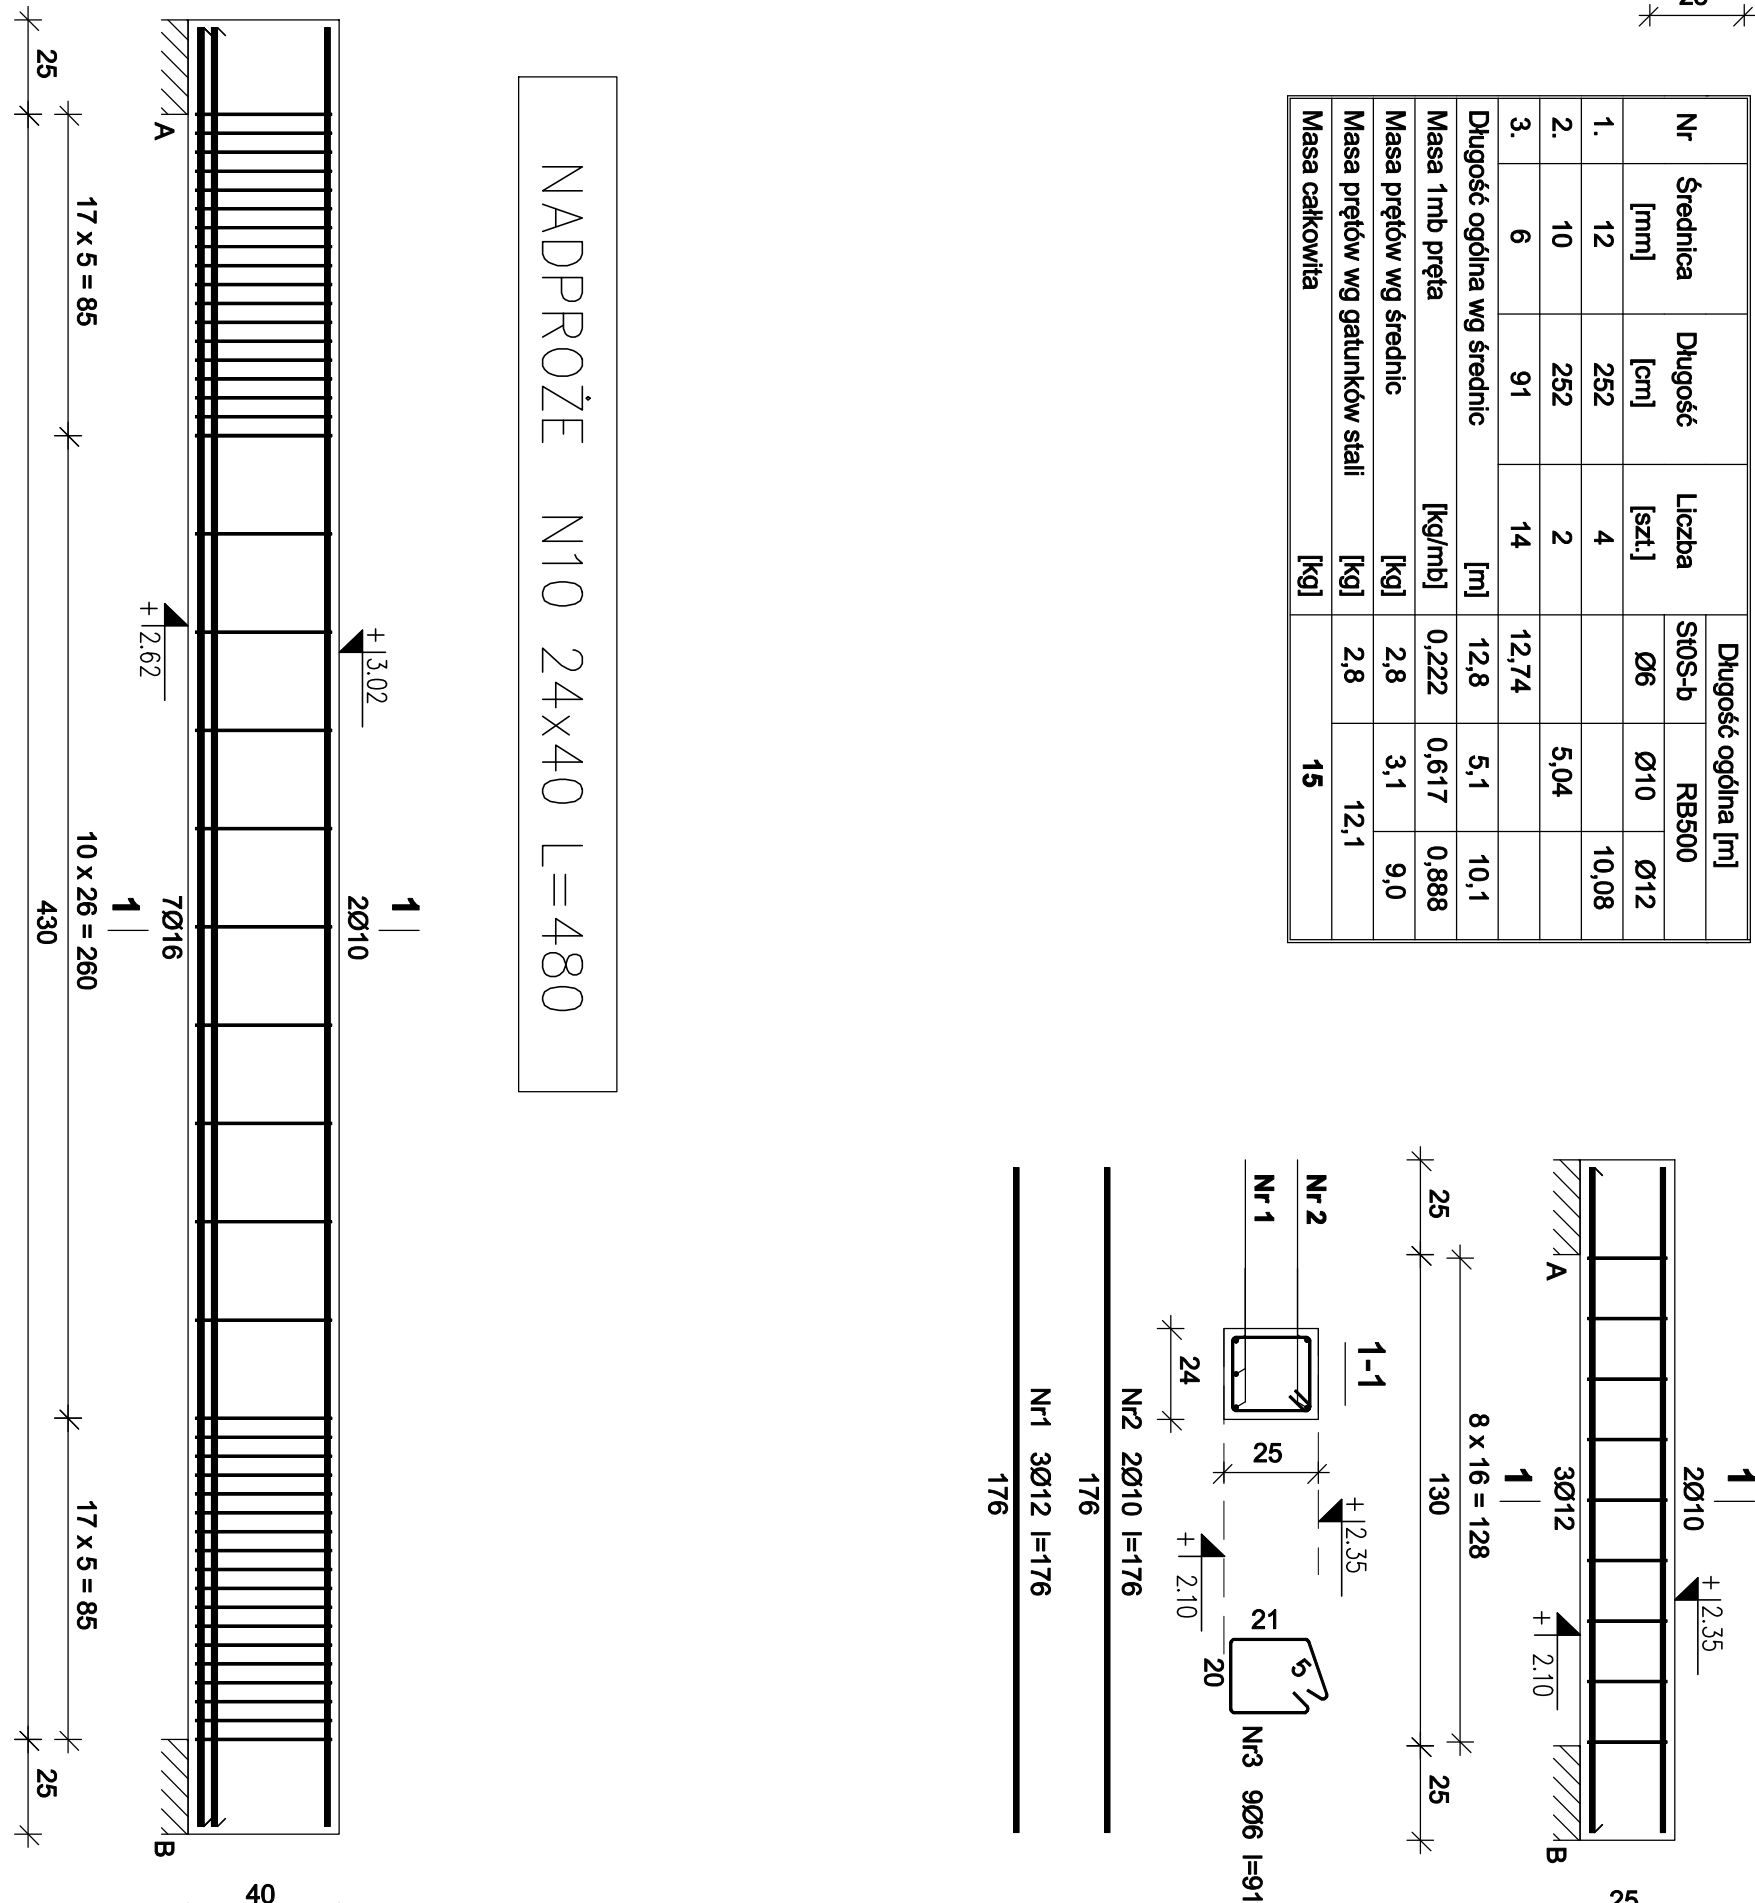 25
Nr Średnica [mm] Długość [cm] Liczba [szt.] Długość ogólna [m]
St0S-b RB500
Ø6 Ø10 Ø12
1. 12 252 4 10,08
2. 10 252 2 5,04
3. 6 91 14 12,74
Długość ogólna wg średnic [m] 12,8 5,1 10,1
Masa 1mb pręta [kg/mb] 0,222 0,617 0,888
Masa prętów wg średnic [kg] 2,8 3,1 9,0
Masa prętów wg gatunków stali [kg] 2,8 12,1
Masa całkowita [kg] 15
1
2Ø10
+2.35
25
A
B
3Ø12
+2.10
1
8 x 16 = 128
25 130 25
1-1
Nr 2
Nr 1
25
24
+2.35
+2.10
21
5
20
Nr3 9Ø6 l=91
Nr2 2Ø10 l=176
176
Nr1 3Ø12 l=176
176
NADPROŻE N10 24x40 L=480
1
2Ø10
+3.02
40
A
B
7Ø16
+2.62
1
17 x 5 = 85 10 x 26 = 260 17 x 5 = 85
25 430 25